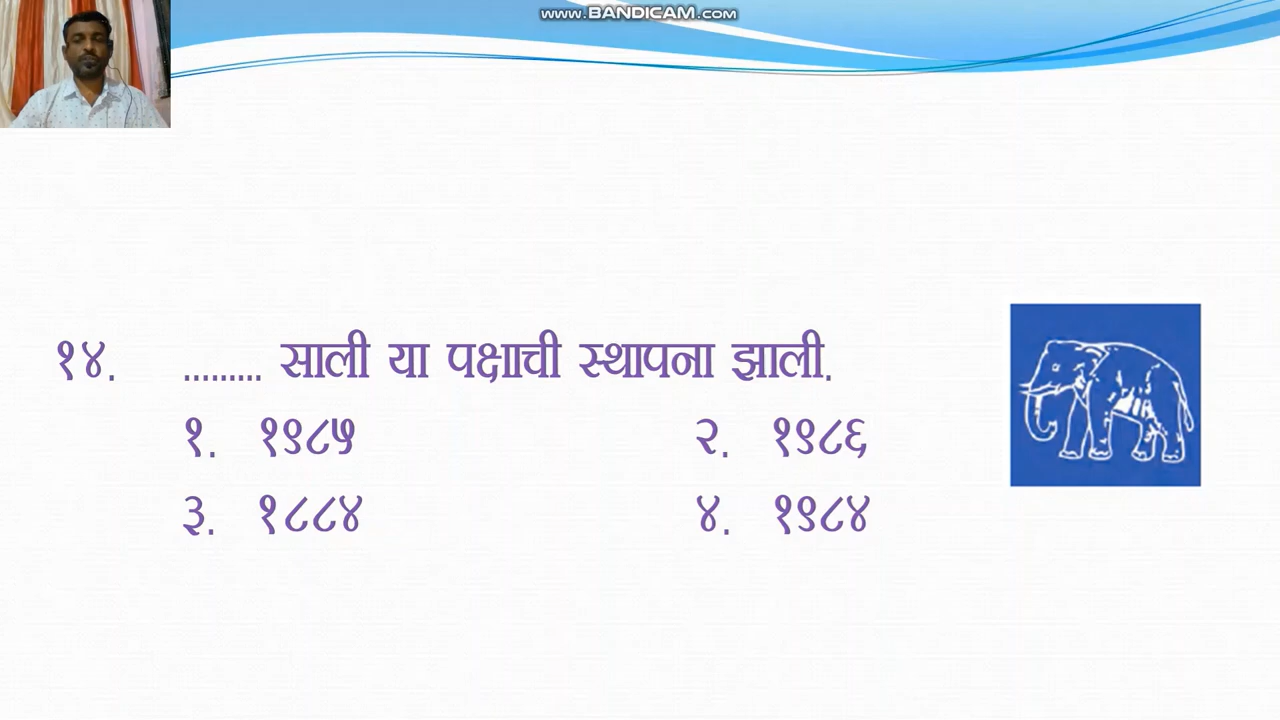 www.BANDICAM.com
१४. ......... साली या पक्षाची स्थापना झाली.
१. १९८५ २. १९८६
३. १८८४ ४. १९८४